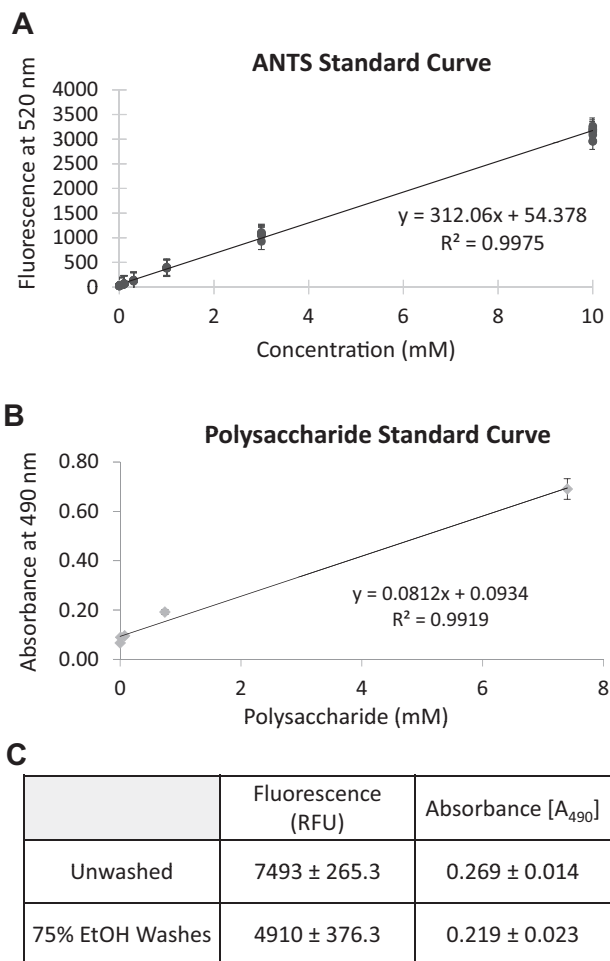 A
ANTS Standard Curve
Fluorescence at 520 nm
4000
3500
3000
2500
2000
1500
1000
500
0
y = 312.06x + 54.378
R² = 0.9975
0 2 4 6 8 10
Concentration (mM)
B
Polysaccharide Standard Curve
Absorbance at 490 nm
0.80
0.60
0.40
0.20
0.00
y = 0.0812x + 0.0934
R² = 0.9919
0 2 4 6 8
Polysaccharide (mM)
C
Fluorescence (RFU) Absorbance [A₄₉₀]
Unwashed 7493 ± 265.3 0.269 ± 0.014
75% EtOH Washes 4910 ± 376.3 0.219 ± 0.023